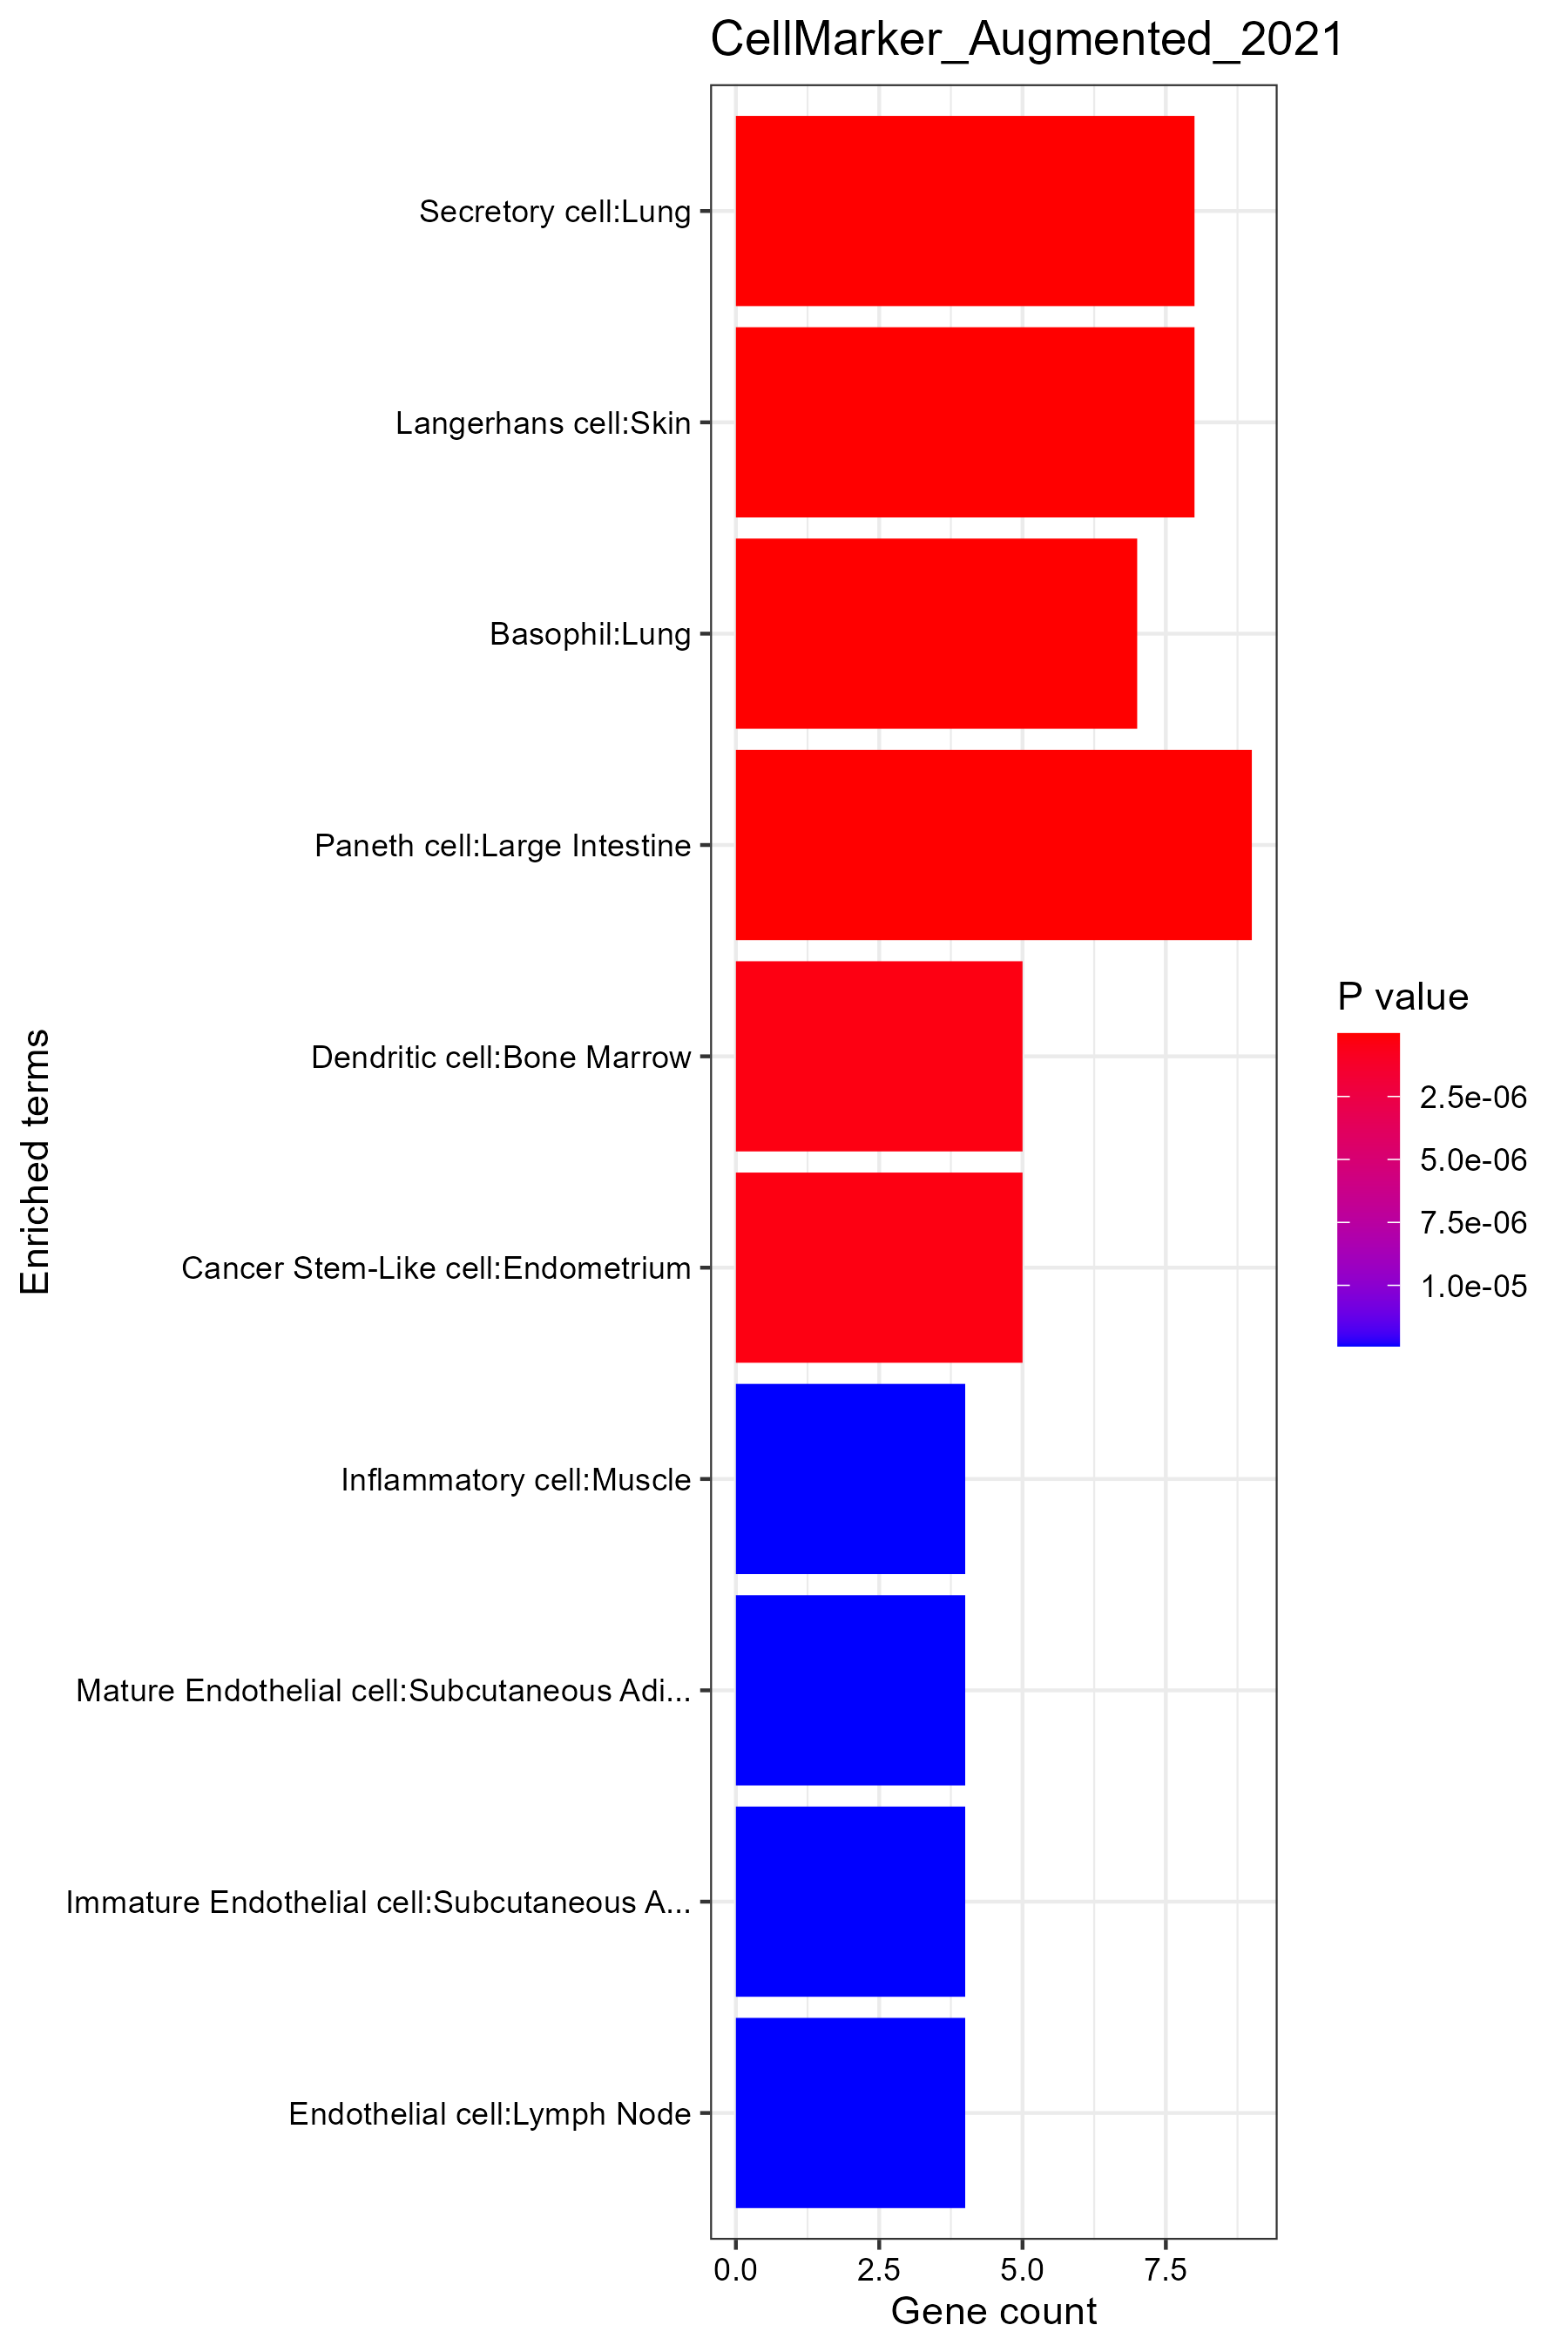 CellMarker_Augmented_2021
Secretory cell:Lung
Langerhans cell:Skin
Basophil:Lung
Paneth cell:Large Intestine
Dendritic cell:Bone Marrow
Cancer Stem-Like cell:Endometrium
Inflammatory cell:Muscle
Mature Endothelial cell:Subcutaneous Adi...
Immature Endothelial cell:Subcutaneous A...
Endothelial cell:Lymph Node
Enriched terms
0.0 2.5 5.0 7.5
Gene count
P value
2.5e-06
5.0e-06
7.5e-06
1.0e-05